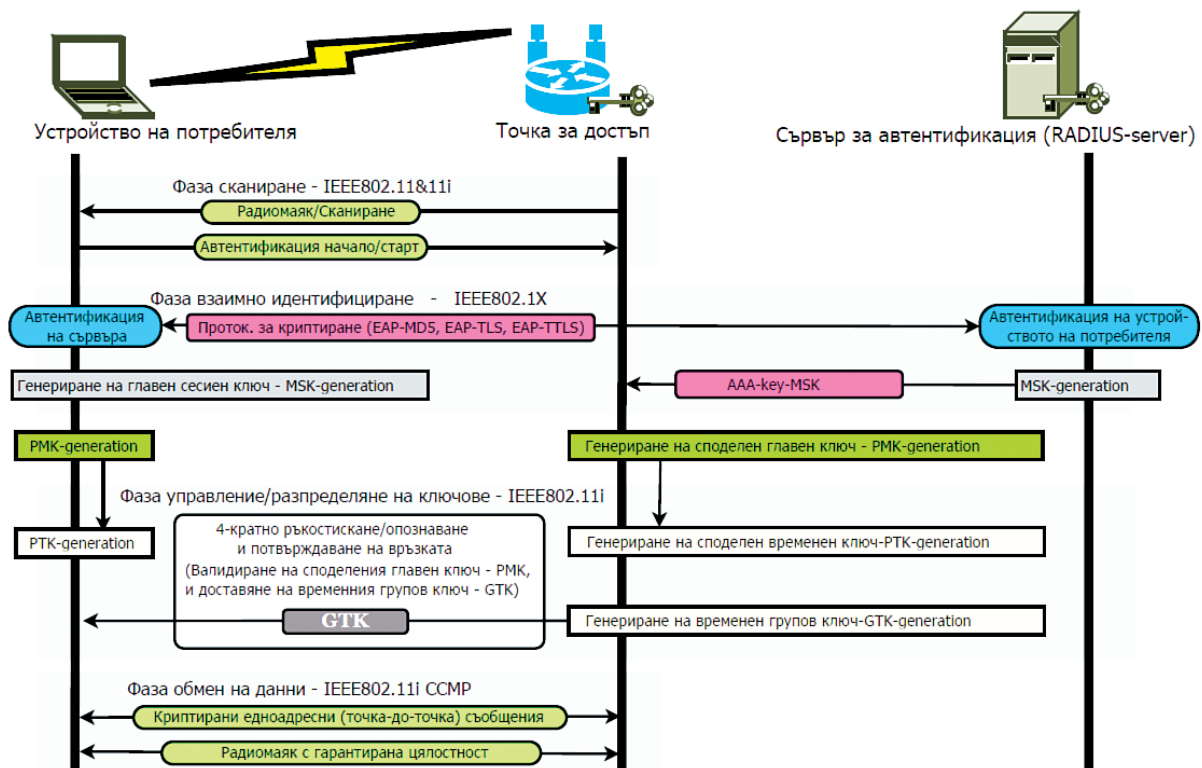 Устройство на потребителя
Точка за достъп
Сървър за автентификация (RADIUS-server)
Фаза сканиране - IEEE802.11&11i
Радиомаяк/Сканиране
Автентификация начало/старт
Фаза взаимно идентифициране - IEEE802.1X
Автентификация
на сървъра
Проток. за криптиране (EAP-MD5, EAP-TLS, EAP-TTLS)
Автентификация на устрой-
ството на потребителя
Генериране на главен сесиен ключ - MSK-generation
AAA-key-MSK
MSK-generation
PMK-generation
Генериране на споделен главен ключ - PMK-generation
Фаза управление/разпределяне на ключове - IEEE802.11i
PTK-generation
4-кратно ръкостискане/опознаване
и потвърждаване на връзката
(Валидиране на споделения главен ключ - PMK,
и доставяне на временния групов ключ - GTK)
Генериране на споделен временен ключ-PTK-generation
GTK
Генериране на временен групов ключ-GTK-generation
Фаза обмен на данни - IEEE802.11i CCMP
Криптирани едноадресни (точка-до-точка) съобщения
Радиомаяк с гарантирана цялостност